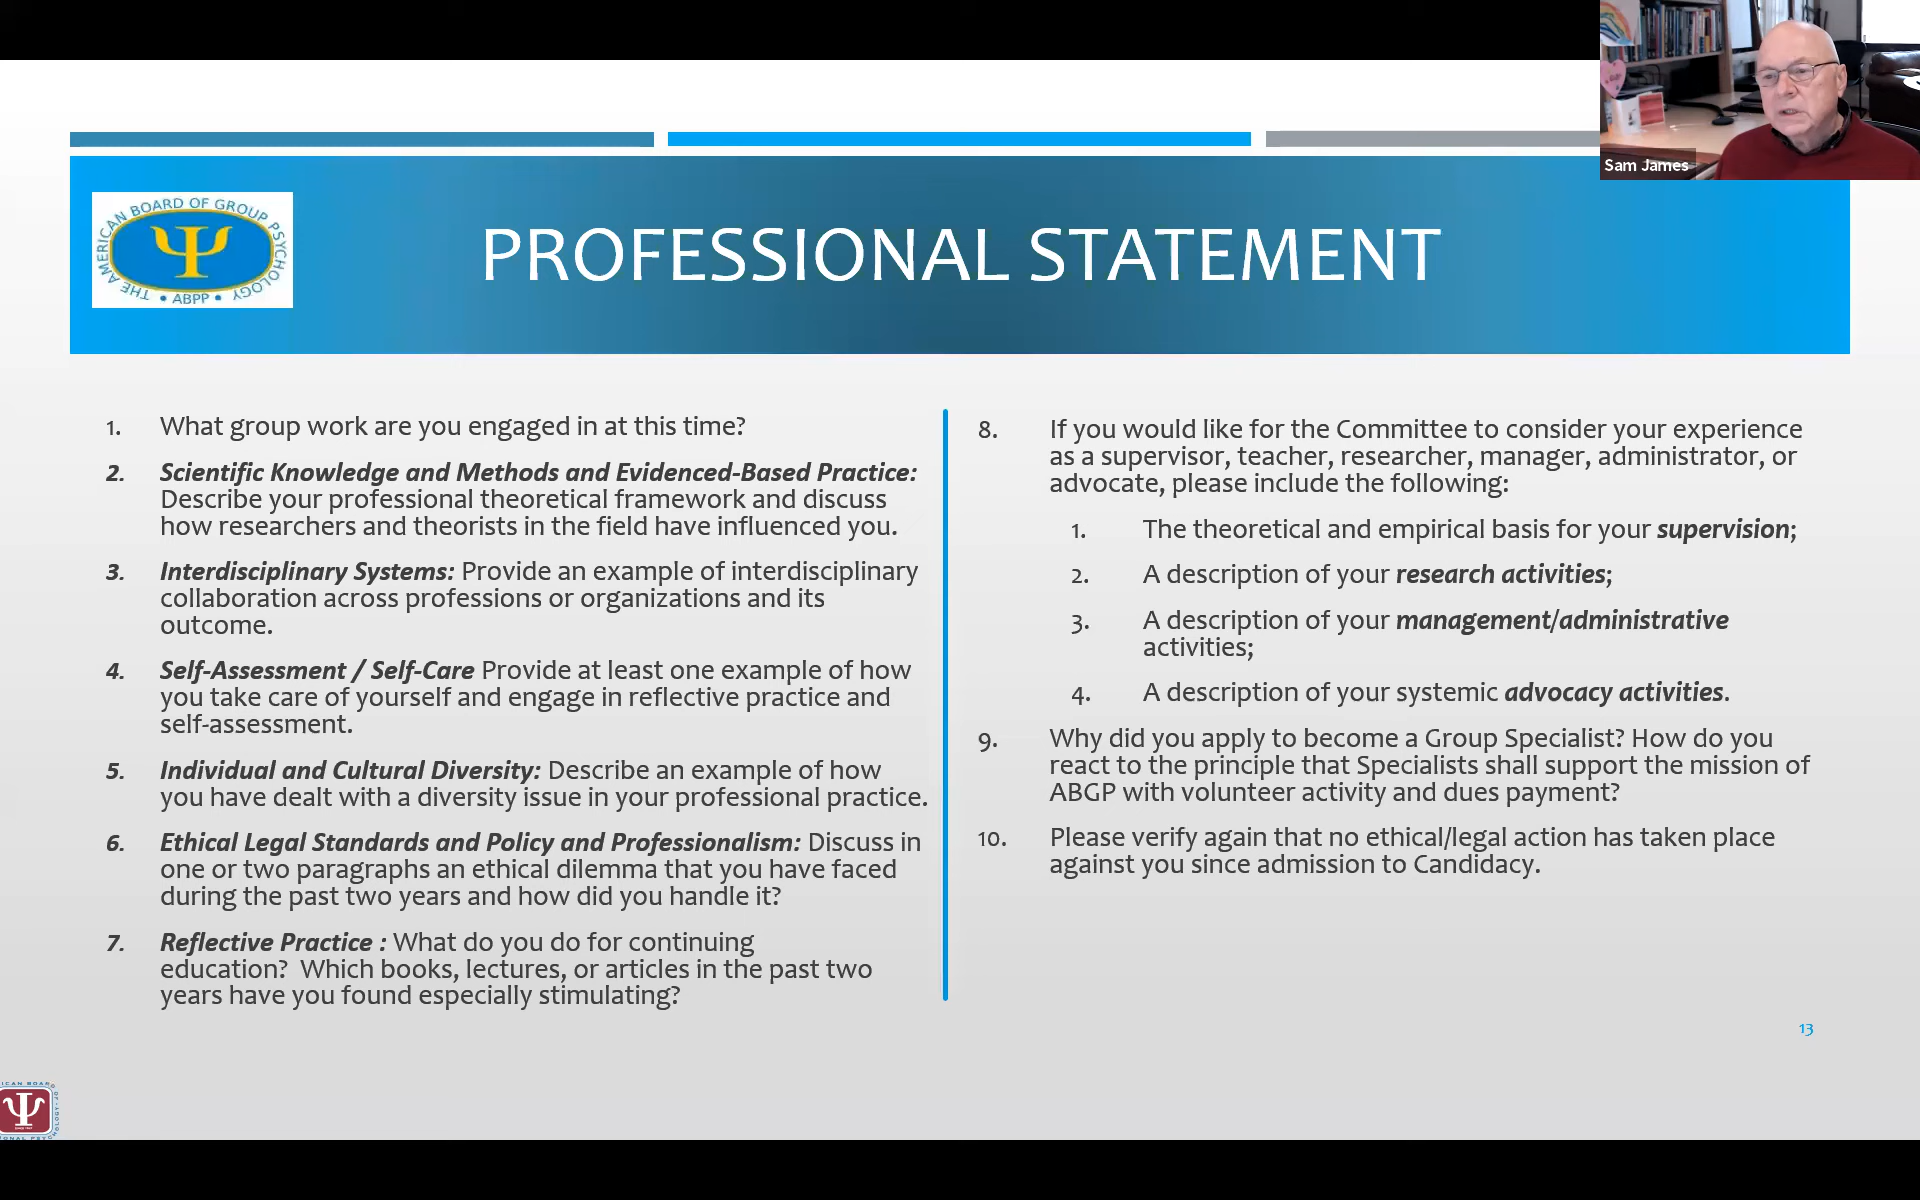 Sam James
THE AMERICAN BOARD OF GROUP PSYCHOLOGY
• ABPP •
PROFESSIONAL STATEMENT
1. What group work are you engaged in at this time?
2. Scientific Knowledge and Methods and Evidenced-Based Practice:
Describe your professional theoretical framework and discuss
how researchers and theorists in the field have influenced you.
3. Interdisciplinary Systems: Provide an example of interdisciplinary
collaboration across professions or organizations and its
outcome.
4. Self-Assessment / Self-Care Provide at least one example of how
you take care of yourself and engage in reflective practice and
self-assessment.
5. Individual and Cultural Diversity: Describe an example of how
you have dealt with a diversity issue in your professional practice.
6. Ethical Legal Standards and Policy and Professionalism: Discuss in
one or two paragraphs an ethical dilemma that you have faced
during the past two years and how did you handle it?
7. Reflective Practice : What do you do for continuing
education?  Which books, lectures, or articles in the past two
years have you found especially stimulating?
8. If you would like for the Committee to consider your experience
as a supervisor, teacher, researcher, manager, administrator, or
advocate, please include the following:
1. The theoretical and empirical basis for your supervision;
2. A description of your research activities;
3. A description of your management/administrative
activities;
4. A description of your systemic advocacy activities.
9. Why did you apply to become a Group Specialist? How do you
react to the principle that Specialists shall support the mission of
ABGP with volunteer activity and dues payment?
10. Please verify again that no ethical/legal action has taken place
against you since admission to Candidacy.
13